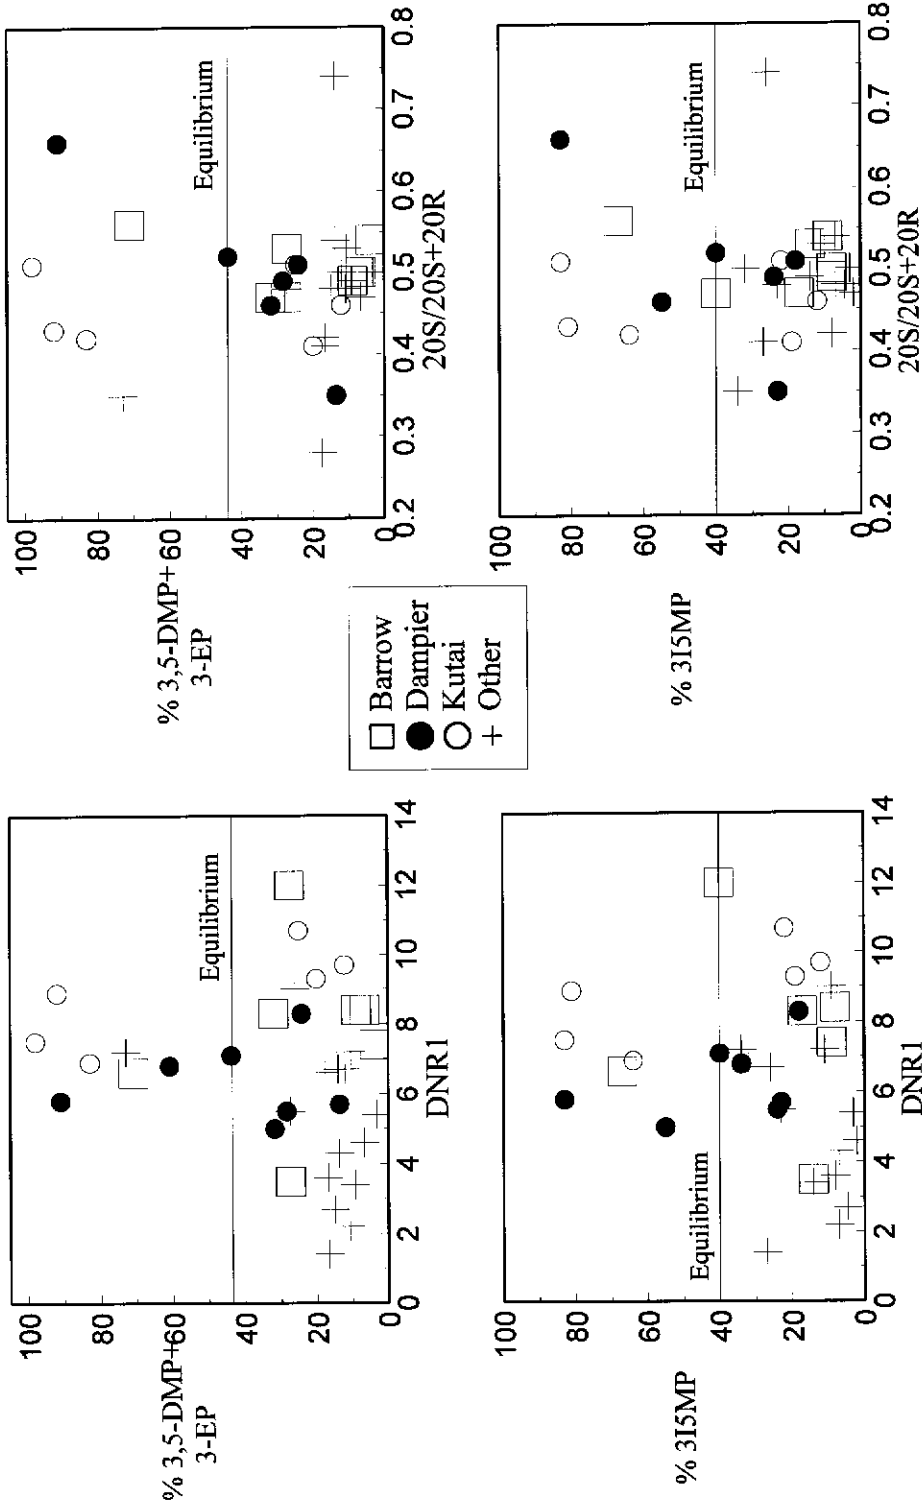 % 3,5-DMP+
3-EP
100
80
60
40
20
0
Equilibrium
0 2 4 6 8 10 12 14
DNR1
% 3,5-DMP+
3-EP
100
80
60
40
20
0
Equilibrium
0.2 0.3 0.4 0.5 0.6 0.7 0.8
20S/20S+20R
Barrow
Dampier
Kutai
Other
% 3I5MP
100
80
60
40
20
0
Equilibrium
0 2 4 6 8 10 12 14
DNR1
% 3I5MP
100
80
60
40
20
0
Equilibrium
0.2 0.3 0.4 0.5 0.6 0.7 0.8
20S/20S+20R